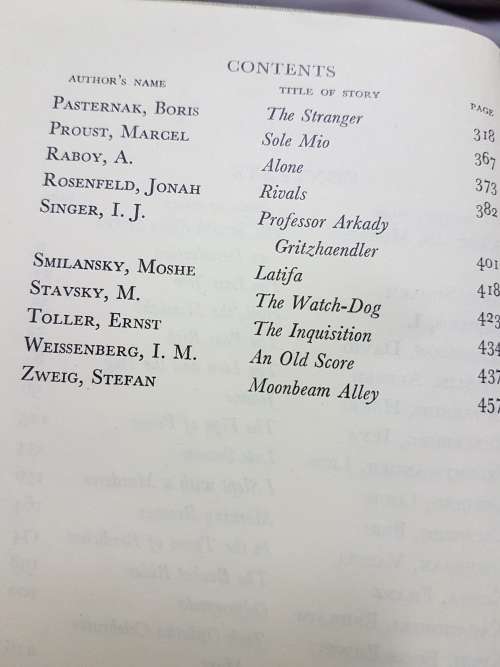 CONTENTS
AUTHOR'S NAME TITLE OF STORY PAGE
PASTERNAK, BORIS The Stranger 318
PROUST, MARCEL Sole Mio 367
RABOY, A. Alone 373
ROSENFELD, JONAH Rivals 382
SINGER, I. J. Professor Arkady
Gritzhaendler 401
SMILANSKY, MOSHE Latifa 418
STAVSKY, M. The Watch-Dog 423
TOLLER, ERNST The Inquisition 434
WEISSENBERG, I. M. An Old Score 437
ZWEIG, STEFAN Moonbeam Alley 457